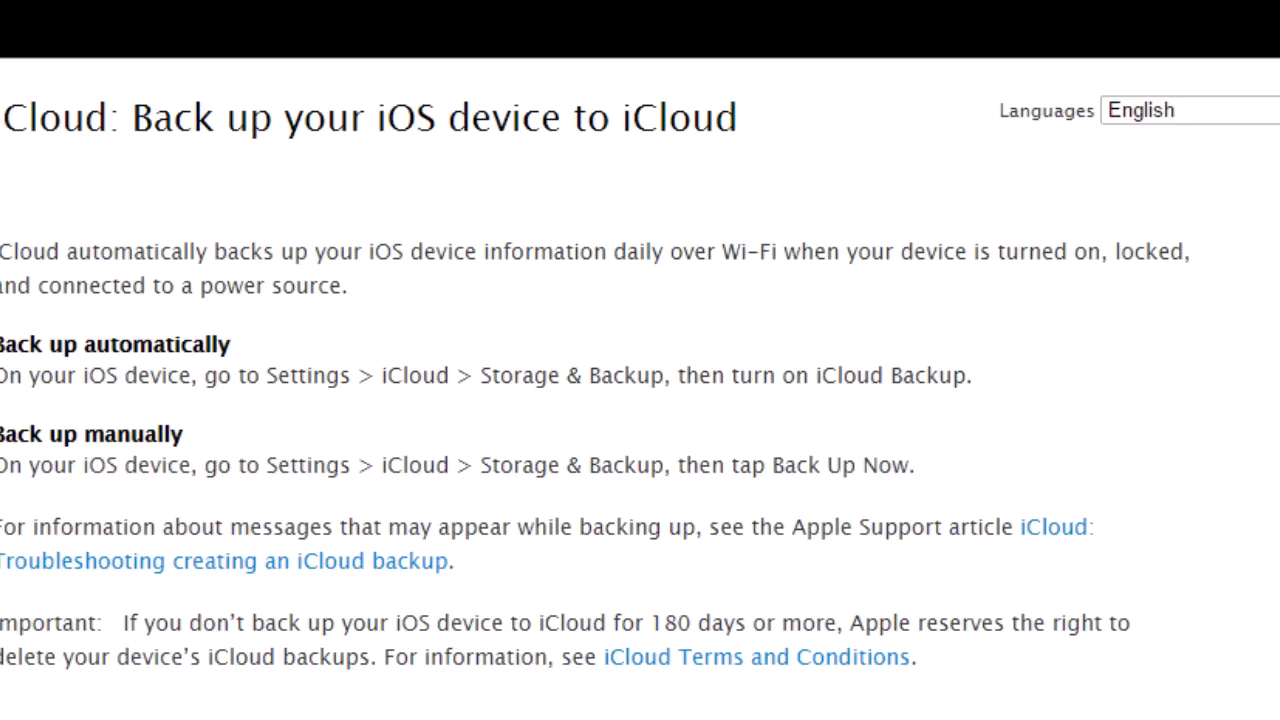 Cloud: Back up your iOS device to iCloud
Languages English
Cloud automatically backs up your iOS device information daily over Wi-Fi when your device is turned on, locked,
and connected to a power source.
Back up automatically
On your iOS device, go to Settings > iCloud > Storage & Backup, then turn on iCloud Backup.
Back up manually
On your iOS device, go to Settings > iCloud > Storage & Backup, then tap Back Up Now.
For information about messages that may appear while backing up, see the Apple Support article iCloud:
Troubleshooting creating an iCloud backup.
mportant: If you don't back up your iOS device to iCloud for 180 days or more, Apple reserves the right to
delete your device's iCloud backups. For information, see iCloud Terms and Conditions.